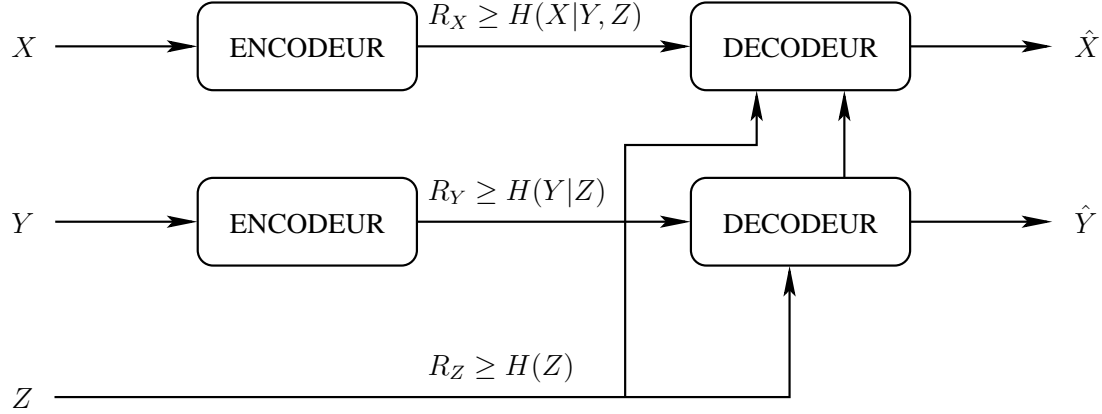 X ENCODEUR R_X ≥ H(X|Y, Z) DECODEUR X̂
Y ENCODEUR R_Y ≥ H(Y|Z) DECODEUR Ŷ
Z R_Z ≥ H(Z)